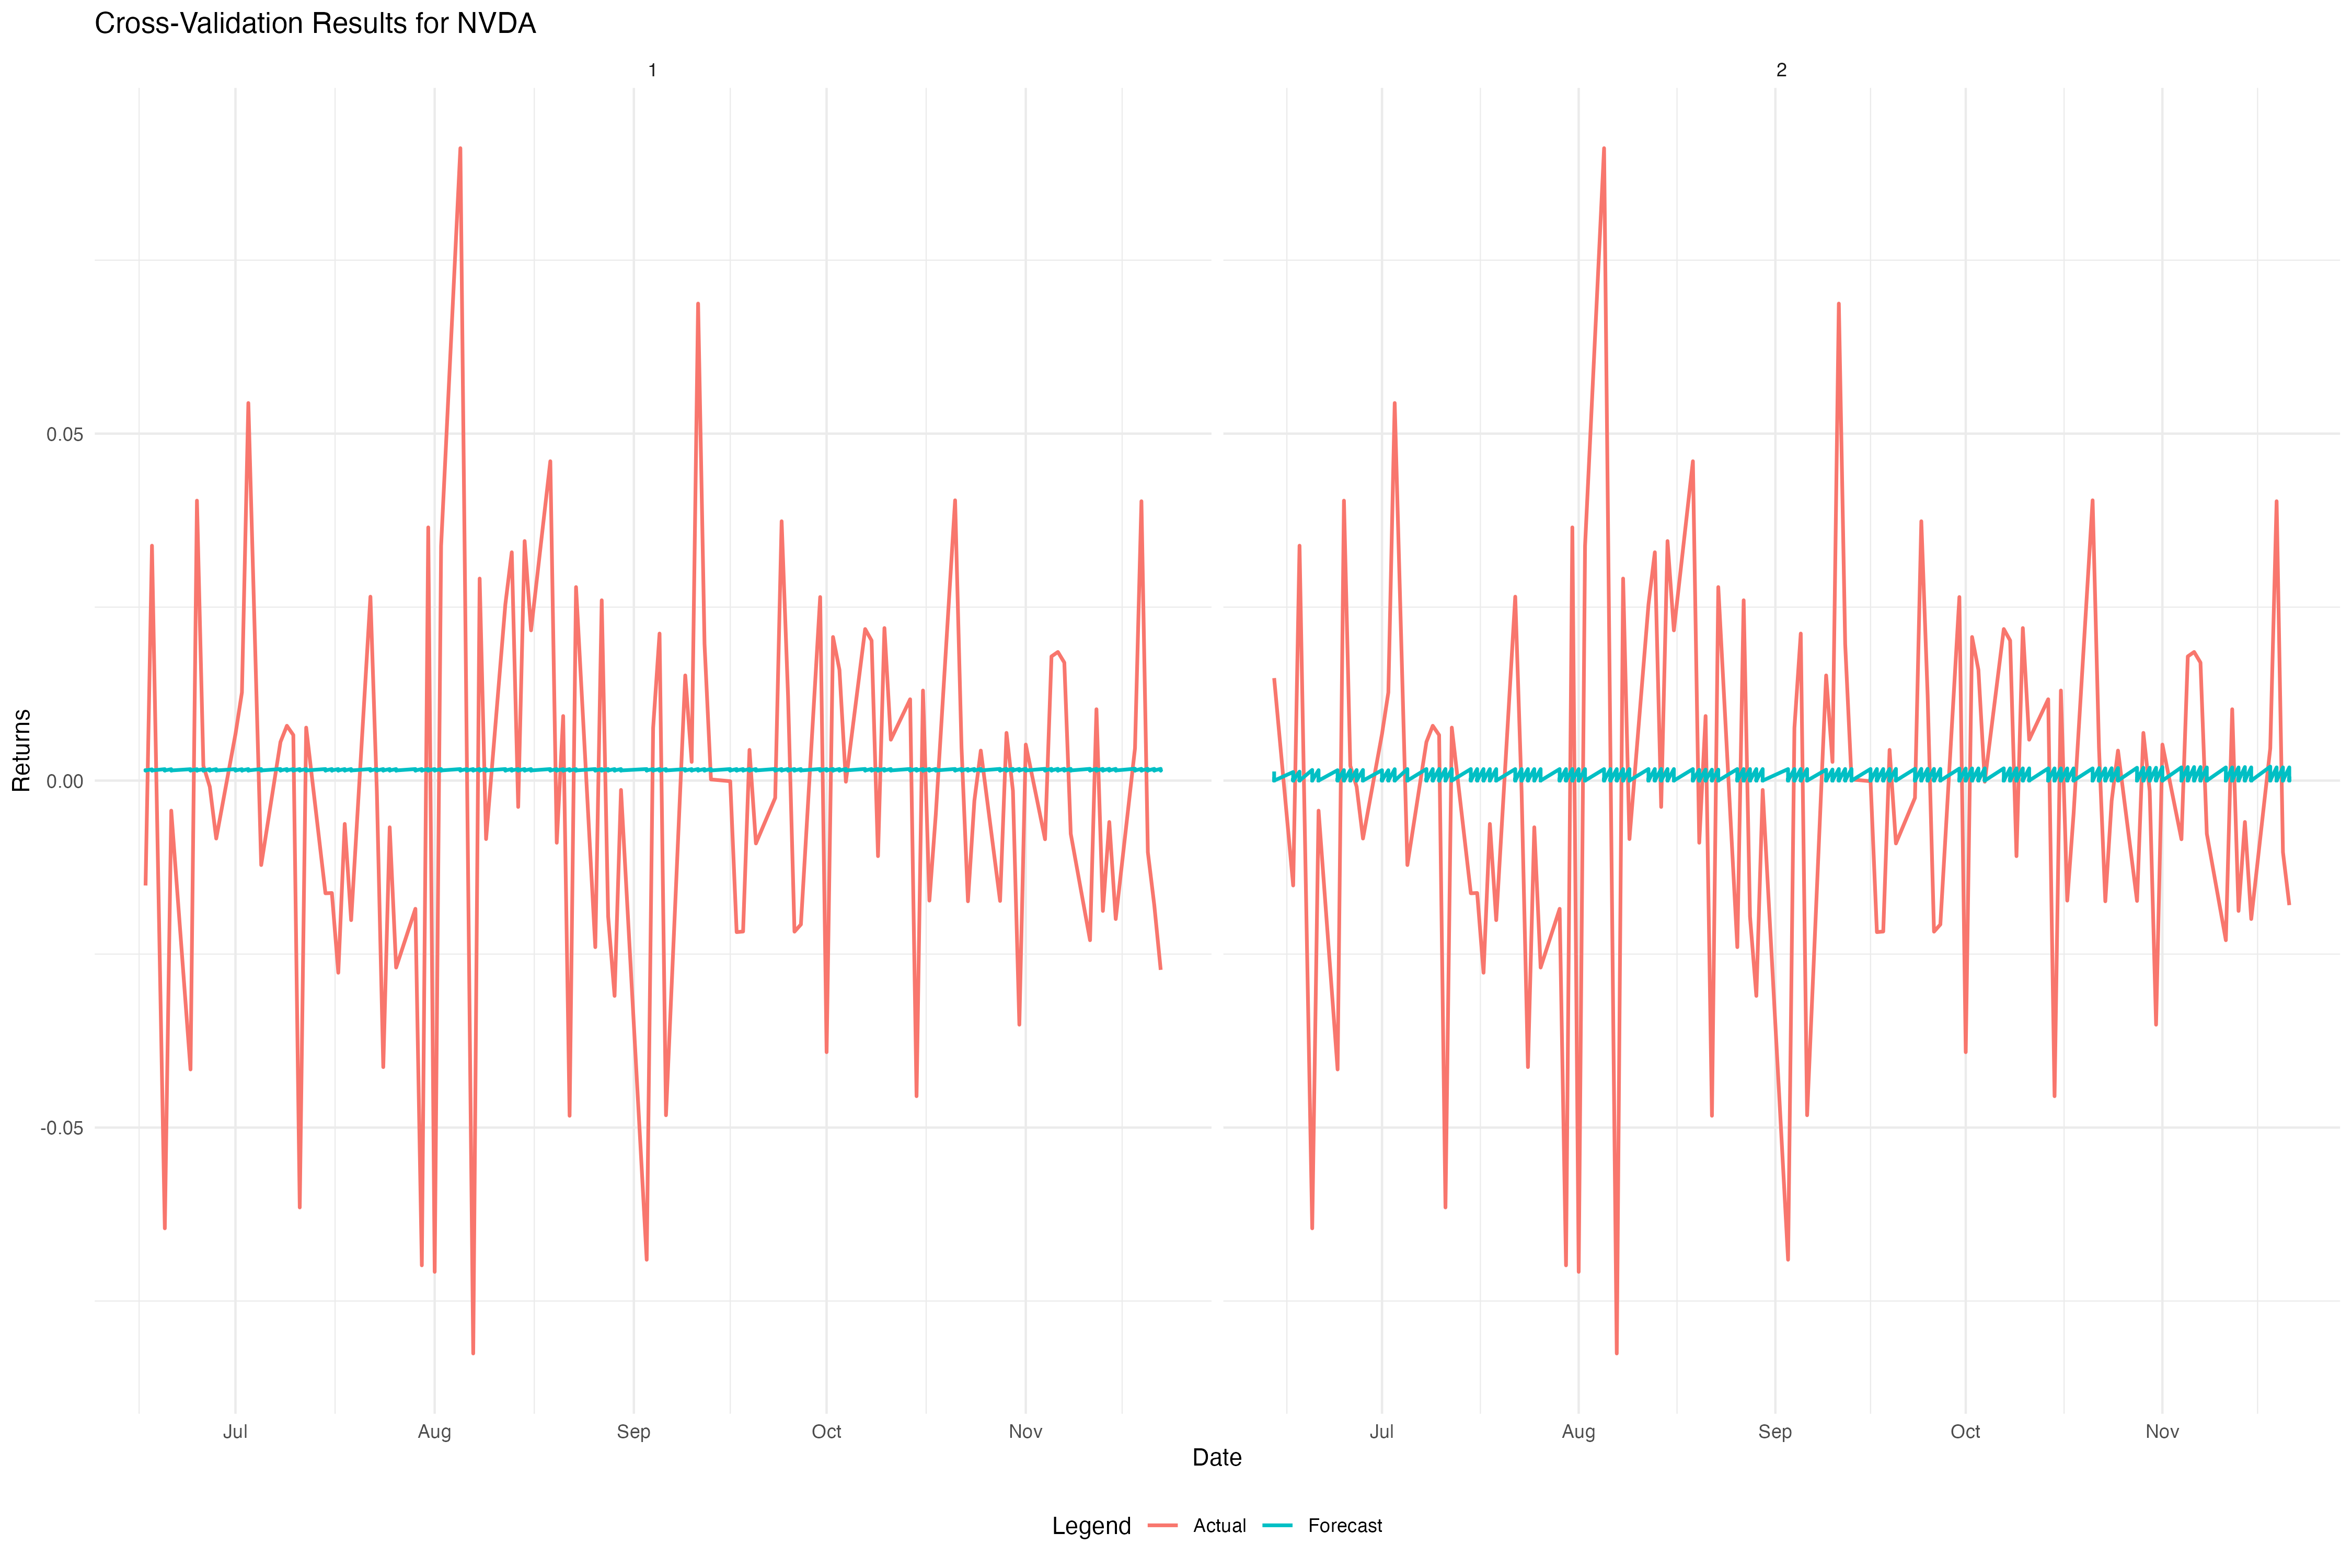 Cross-Validation Results for NVDA
1 2
Returns
0.05
0.00
-0.05
Jul Aug Sep Oct Nov Jul Aug Sep Oct Nov
Date
Legend Actual Forecast